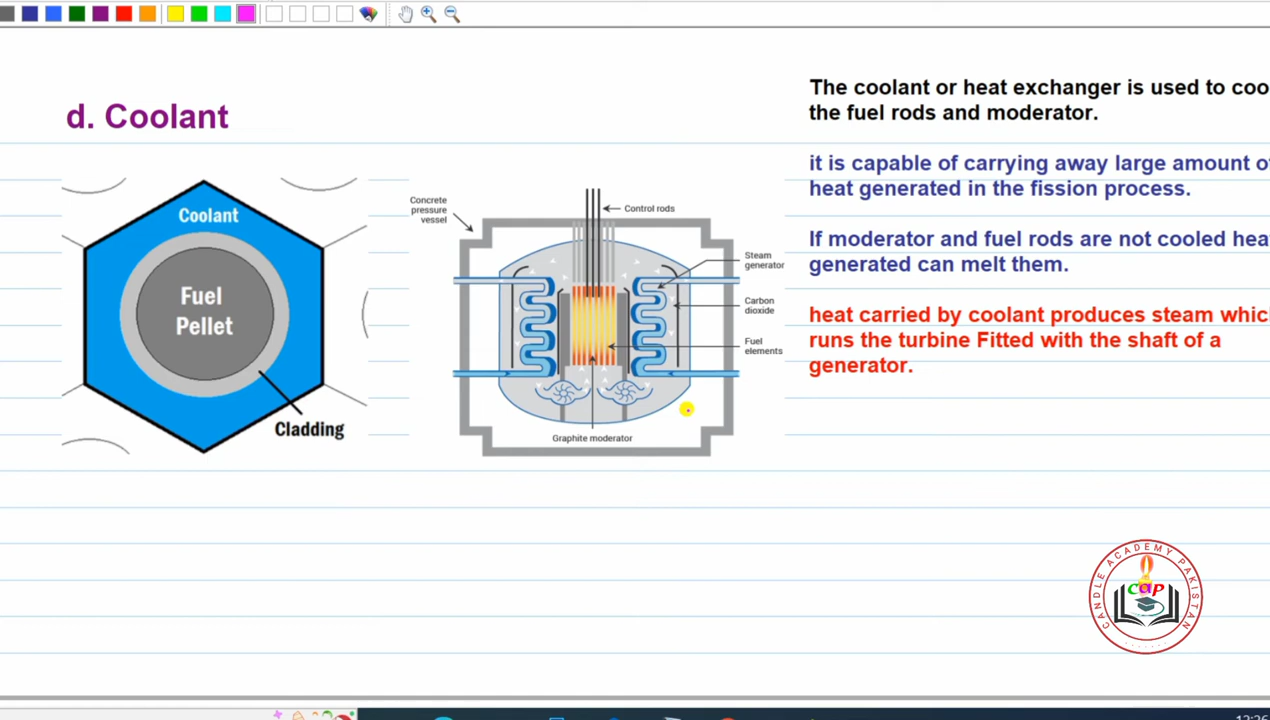 d. Coolant
Coolant
Fuel
Pellet
Cladding
Concrete
pressure
vessel
Control rods
Steam
generator
Carbon
dioxide
Fuel
elements
Graphite moderator
The coolant or heat exchanger is used to coo
the fuel rods and moderator.
it is capable of carrying away large amount o
heat generated in the fission process.
If moderator and fuel rods are not cooled hea
generated can melt them.
heat carried by coolant produces steam whic
runs the turbine Fitted with the shaft of a
generator.
CANDLE ACADEMY PAKISTAN
CAP